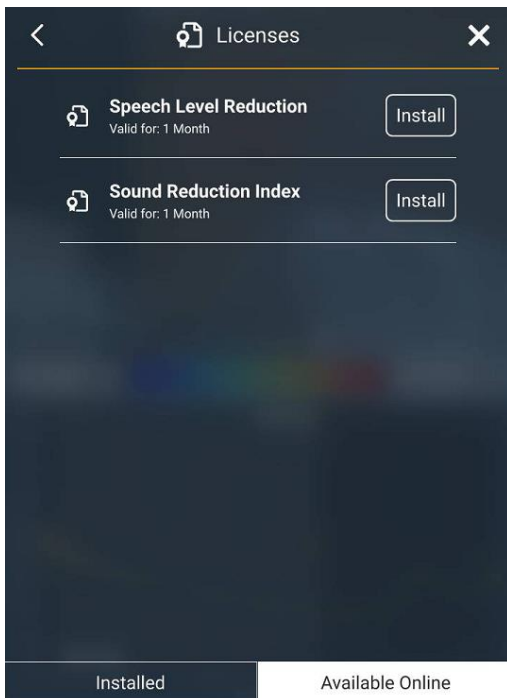 Licenses
Speech Level Reduction
Valid for: 1 Month
Install
Sound Reduction Index
Valid for: 1 Month
Install
Installed
Available Online